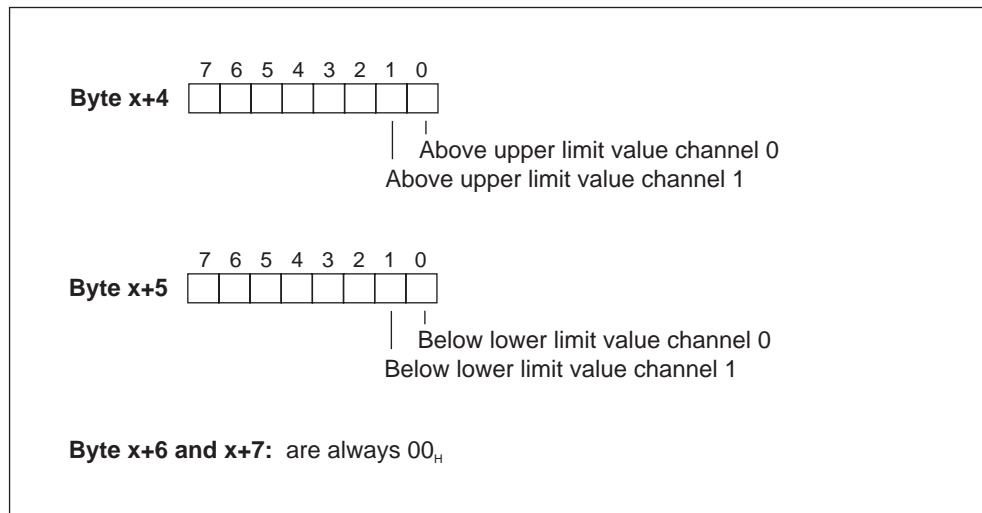 7 6 5 4 3 2 1 0
Byte x+4
Above upper limit value channel 0
Above upper limit value channel 1
7 6 5 4 3 2 1 0
Byte x+5
Below lower limit value channel 0
Below lower limit value channel 1
Byte x+6 and x+7: are always 00H